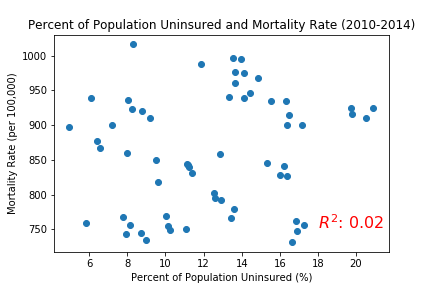 Percent of Population Uninsured and Mortality Rate (2010-2014)
Mortality Rate (per 100,000)
1000
950
900
850
800
750
R²: 0.02
6 8 10 12 14 16 18 20
Percent of Population Uninsured (%)